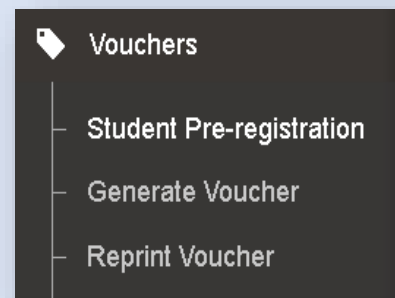 Vouchers
Student Pre-registration
Generate Voucher
Reprint Voucher